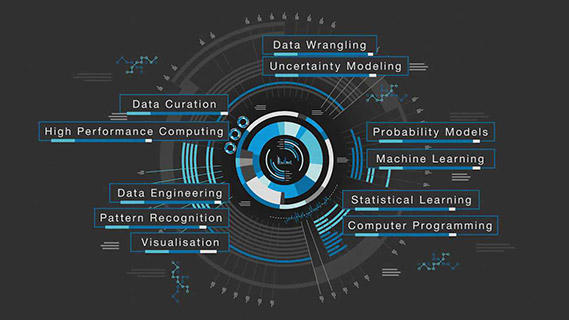 Data Wrangling
Uncertainty Modeling
Data Curation
High Performance Computing
Probability Models
Machine Learning
Data Engineering
Pattern Recognition
Visualisation
Statistical Learning
Computer Programming